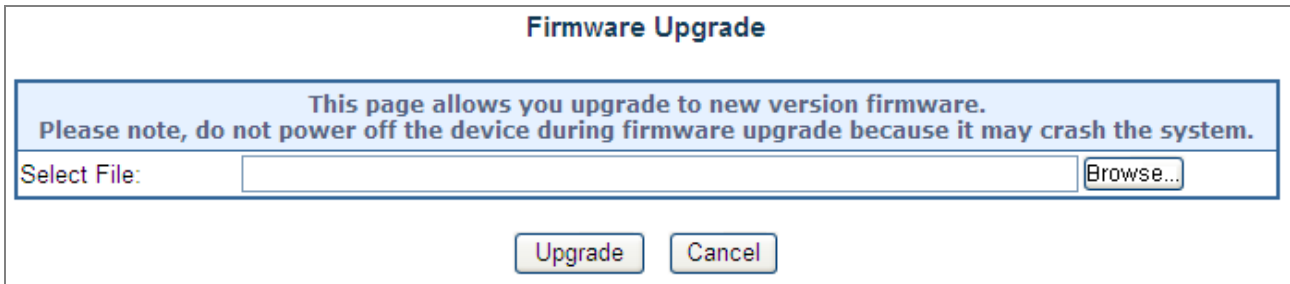 Firmware Upgrade
This page allows you upgrade to new version firmware.
Please note, do not power off the device during firmware upgrade because it may crash the system.
Select File: Browse...
Upgrade Cancel